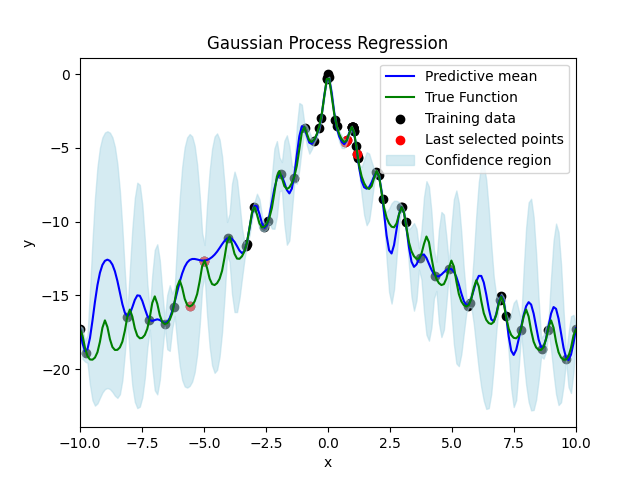 Gaussian Process Regression
Predictive mean
True Function
Training data
Last selected points
Confidence region
y
0
−5
−10
−15
−20
−10.0 −7.5 −5.0 −2.5 0.0 2.5 5.0 7.5 10.0
x